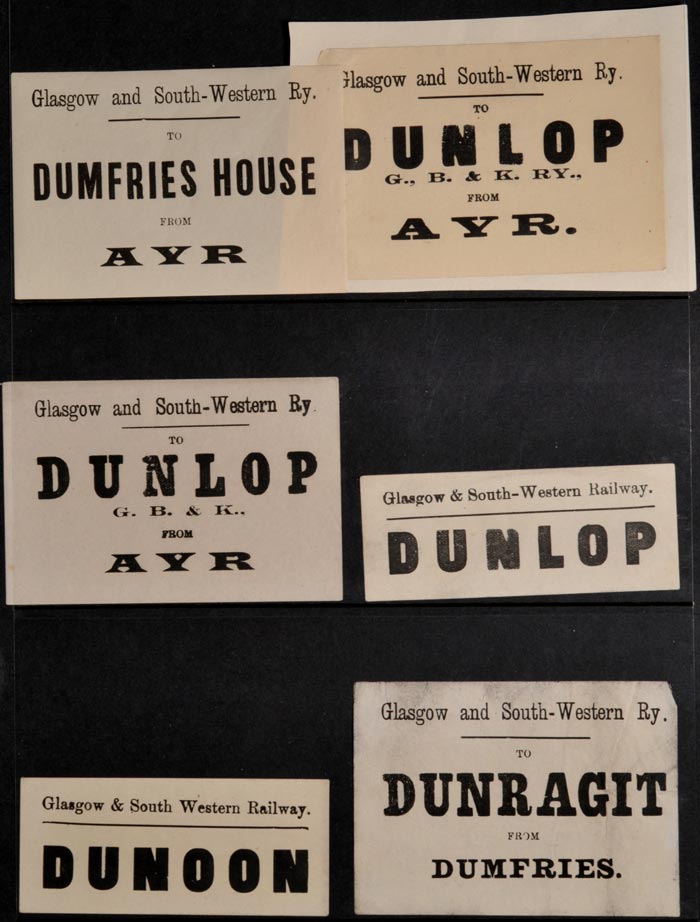 Glasgow and South-Western Ry.
TO
DUMFRIES HOUSE
FROM
AYR
Glasgow and South-Western Ry.
TO
DUNLOP
G., B. & K. RY.,
FROM
AYR.
Glasgow and South-Western Ry.
TO
DUNLOP
G. B. & K.,
FROM
AYR
Glasgow & South-Western Railway.
DUNLOP
Glasgow & South Western Railway.
DUNOON
Glasgow and South-Western Ry.
TO
DUNRAGIT
FROM
DUMFRIES.